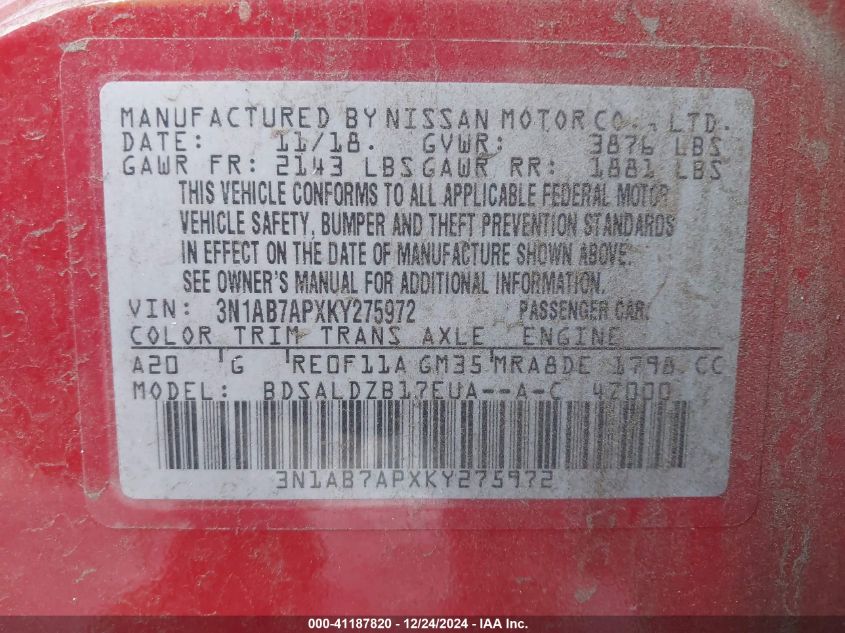 MANUFACTURED BY NISSAN MOTOR CO., LTD.
DATE: 11/18. GVWR: 3876 LBS
GAWR FR: 2143 LBS GAWR RR: 1881 LBS
THIS VEHICLE CONFORMS TO ALL APPLICABLE FEDERAL MOTOR
VEHICLE SAFETY, BUMPER AND THEFT PREVENTION STANDARDS
IN EFFECT ON THE DATE OF MANUFACTURE SHOWN ABOVE.
SEE OWNER'S MANUAL FOR ADDITIONAL INFORMATION.
VIN: 3N1AB7APXKY275972 PASSENGER CAR
COLOR TRIM TRANS AXLE ENGINE
A20 G RE0F11A GM35 MRA8DE 1798 CC
MODEL: BDSALDZB17EUA--A-C 47000
3N1AB7APXKY275972
000-41187820 - 12/24/2024 - IAA Inc.